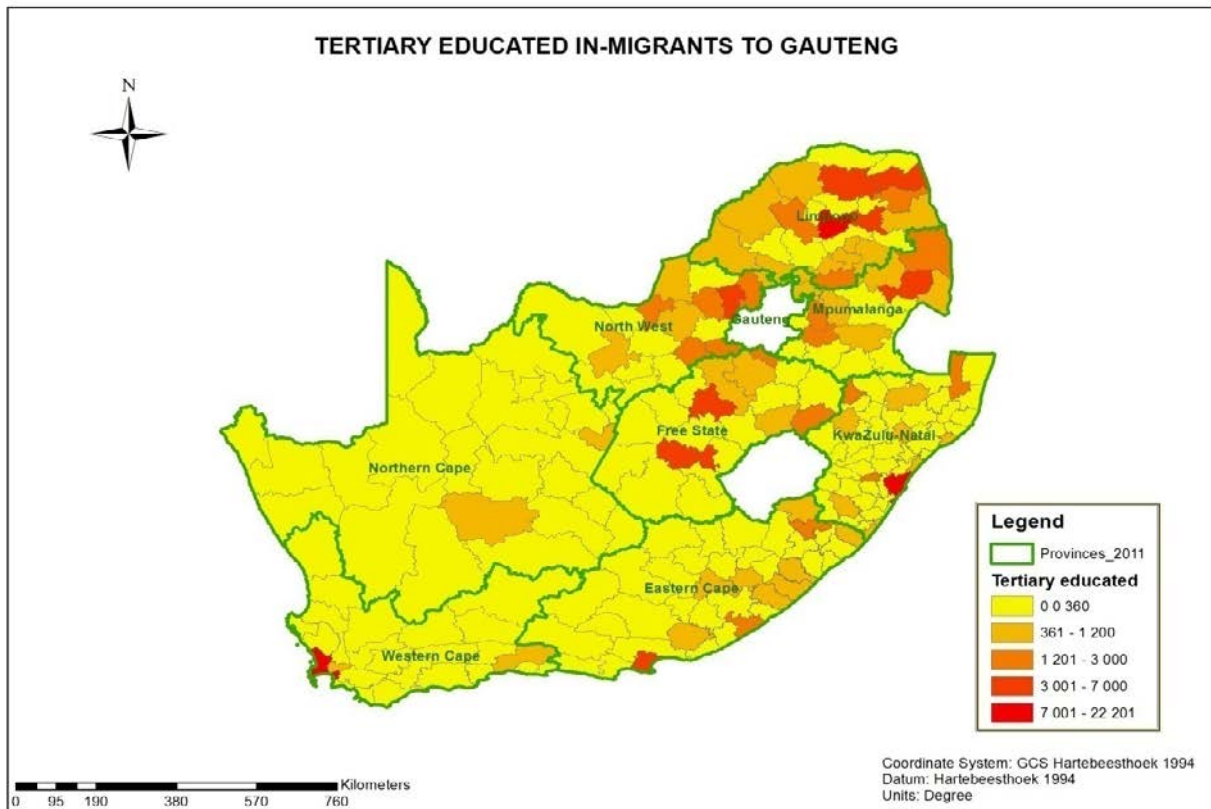 TERTIARY EDUCATED IN-MIGRANTS TO GAUTENG
N
Limpopo
North West
Gauteng
Mpumalanga
Free State
KwaZulu-Natal
Northern Cape
Eastern Cape
Western Cape
Legend
Provinces_2011
Tertiary educated
0 0 360
361 - 1 200
1 201 - 3 000
3 001 - 7 000
7 001 - 22 201
Kilometers
0 95 190 380 570 760
Coordinate System: GCS Hartebeesthoek 1994
Datum: Hartebeesthoek 1994
Units: Degree